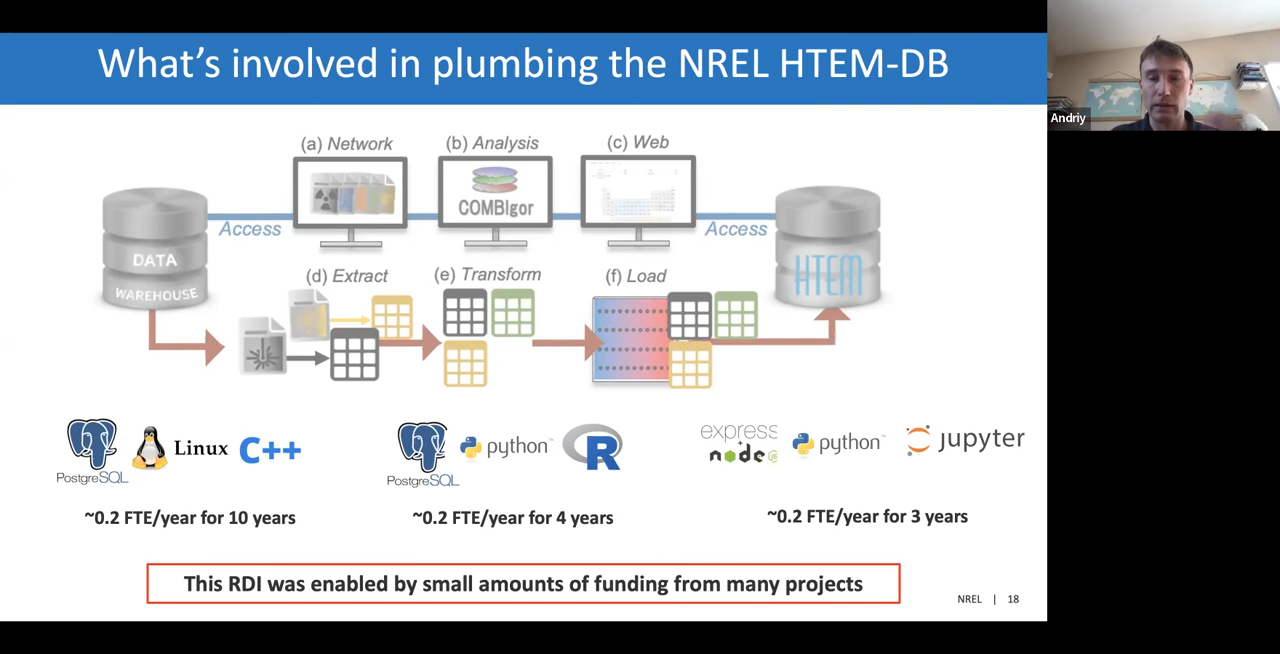 What's involved in plumbing the NREL HTEM-DB
Andriy
(a) Network
(b) Analysis
(c) Web
COMBIgor
Access
Access
DATA
WAREHOUSE
HTEM
(d) Extract
(e) Transform
(f) Load
PostgreSQL
Linux
C++
PostgreSQL
python™
R
express
+
node
python™
jupyter
~0.2 FTE/year for 10 years
~0.2 FTE/year for 4 years
~0.2 FTE/year for 3 years
This RDI was enabled by small amounts of funding from many projects
NREL | 18